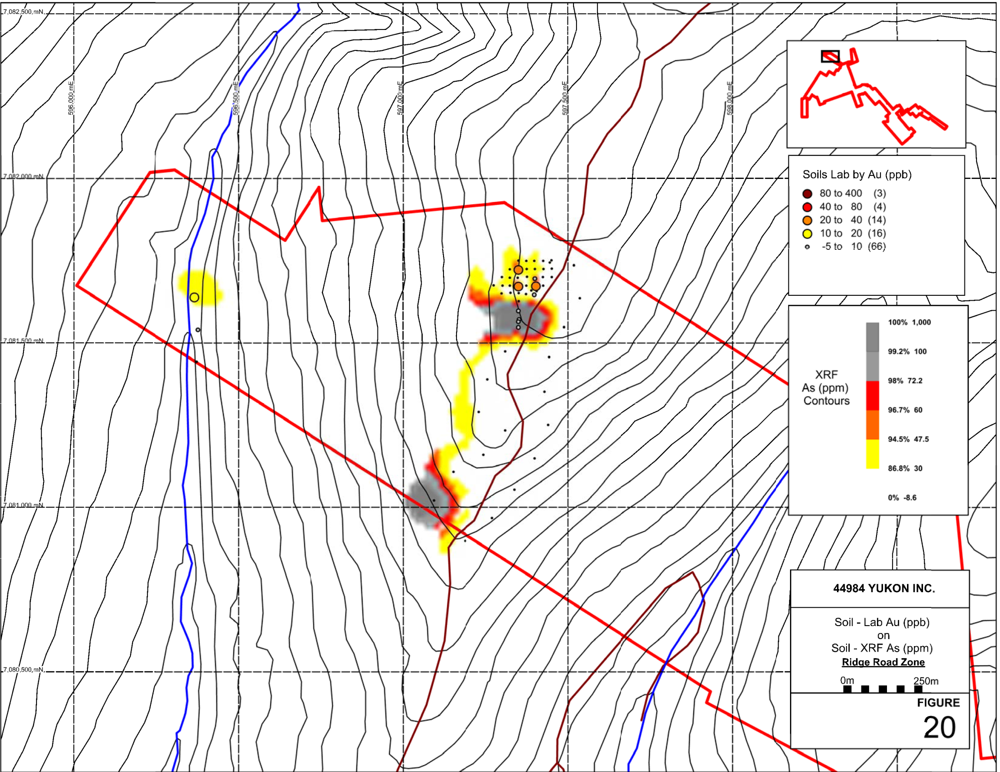 7,082,500 mN
7,082,000 mN
7,081,500 mN
7,081,000 mN
7,080,500 mN
596,000 mE
596,500 mE
597,000 mE
597,500 mE
598,000 mE
Soils Lab by Au (ppb)
80 to 400 (3)
40 to 80 (4)
20 to 40 (14)
10 to 20 (16)
-5 to 10 (66)
XRF
As (ppm)
Contours
100% 1,000
99.2% 100
98% 72.2
96.7% 60
94.5% 47.5
86.8% 30
0% -8.6
44984 YUKON INC.
Soil - Lab Au (ppb)
on
Soil - XRF As (ppm)
Ridge Road Zone
0m 250m
FIGURE
20